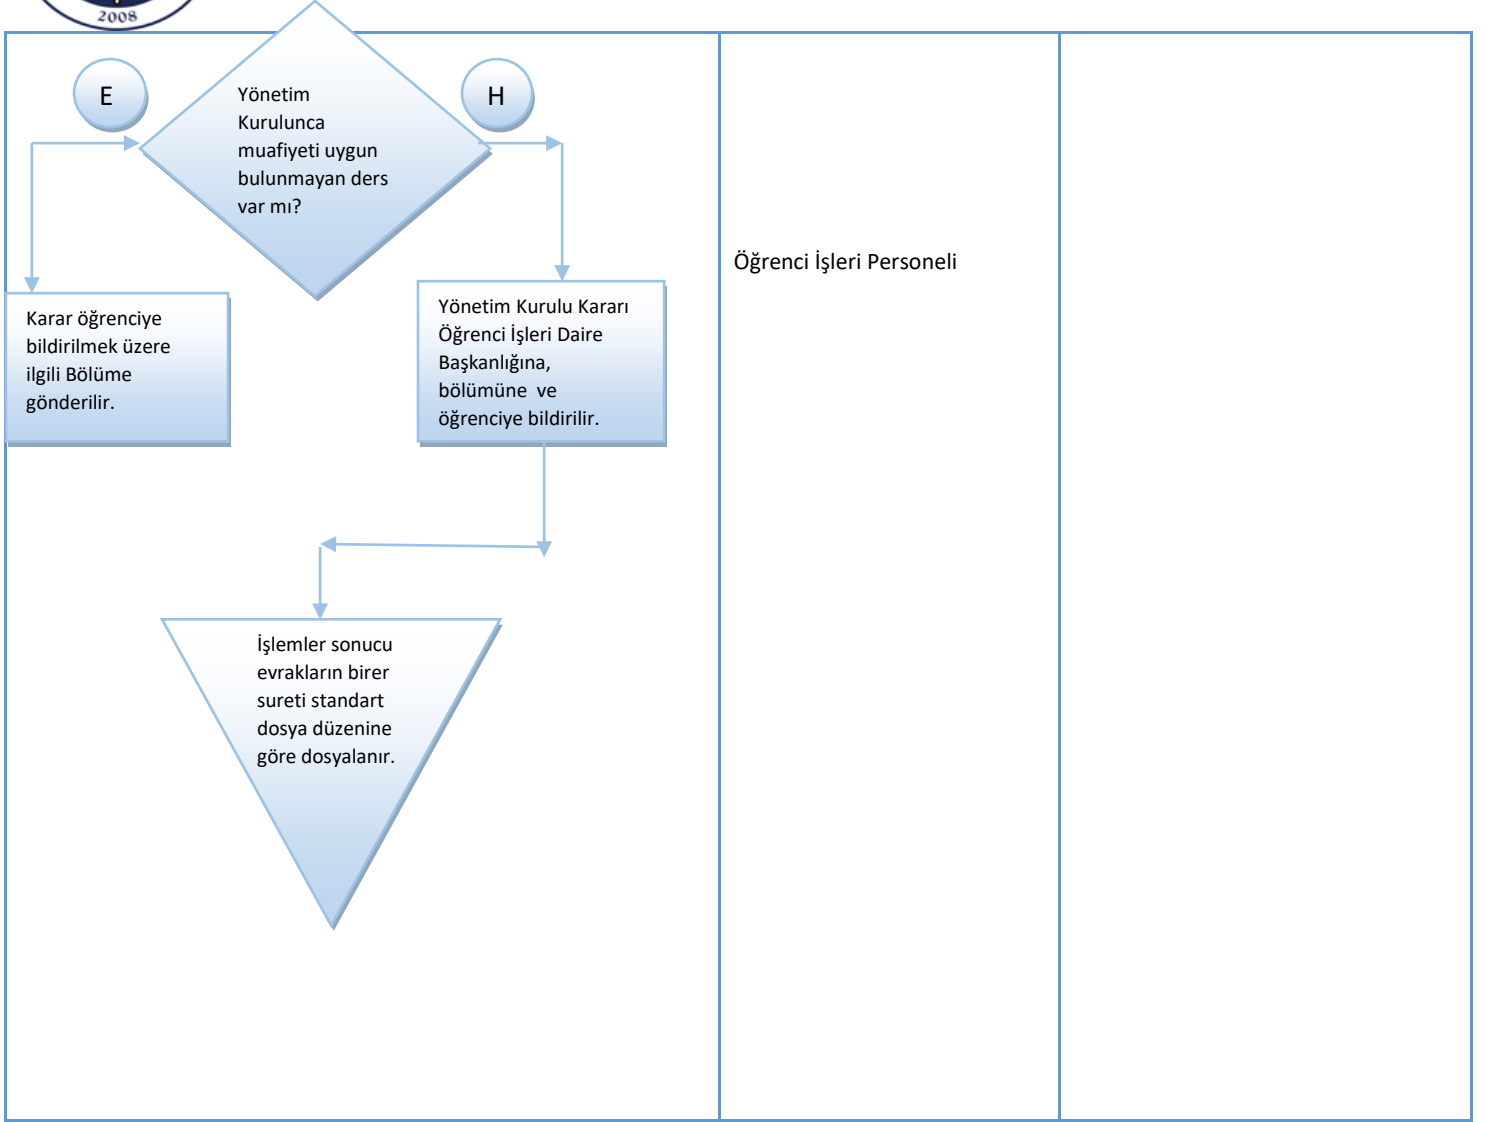 2008
E
Yönetim
Kurulunca
muafiyeti uygun
bulunmayan ders
var mı?
H
Öğrenci İşleri Personeli
Karar öğrenciye
bildirilmek üzere
ilgili Bölüme
gönderilir.
Yönetim Kurulu Kararı
Öğrenci İşleri Daire
Başkanlığına,
bölümüne ve
öğrenciye bildirilir.
İşlemler sonucu
evrakların birer
sureti standart
dosya düzenine
göre dosyalanır.